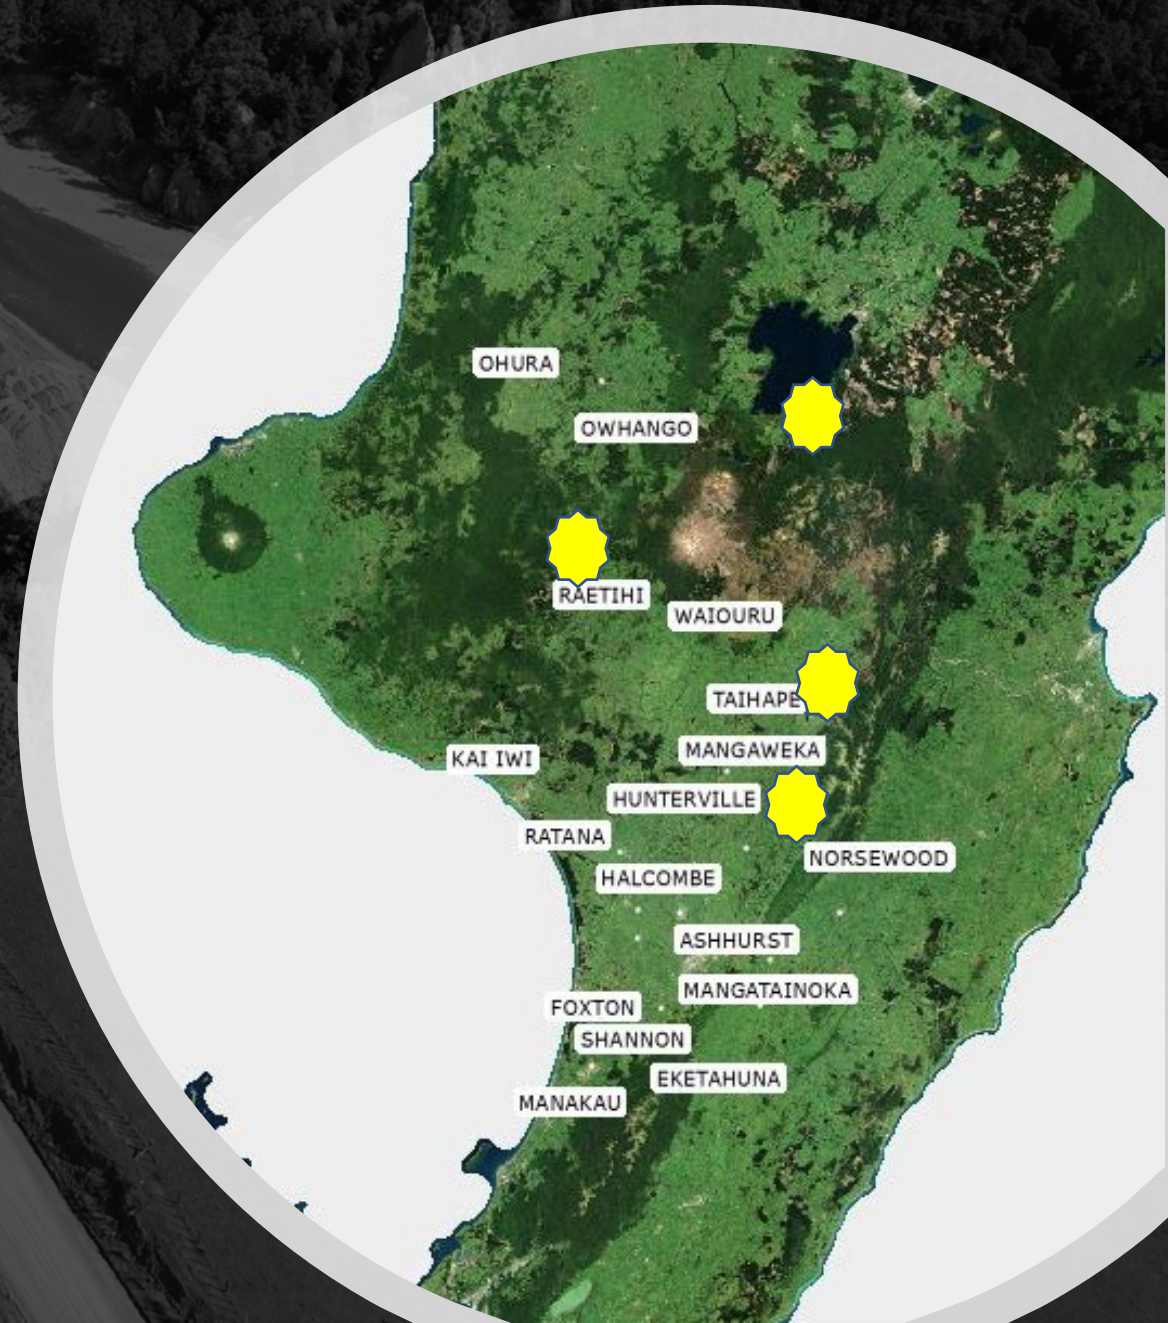 OHURA
OWHANGO
RAETIHI
WAIOURU
TAIHAPE
MANGAWEKA
KAI IWI
HUNTERVILLE
RATANA
NORSEWOOD
HALCOMBE
ASHHURST
MANGATAINOKA
FOXTON
SHANNON
EKETAHUNA
MANAKAU